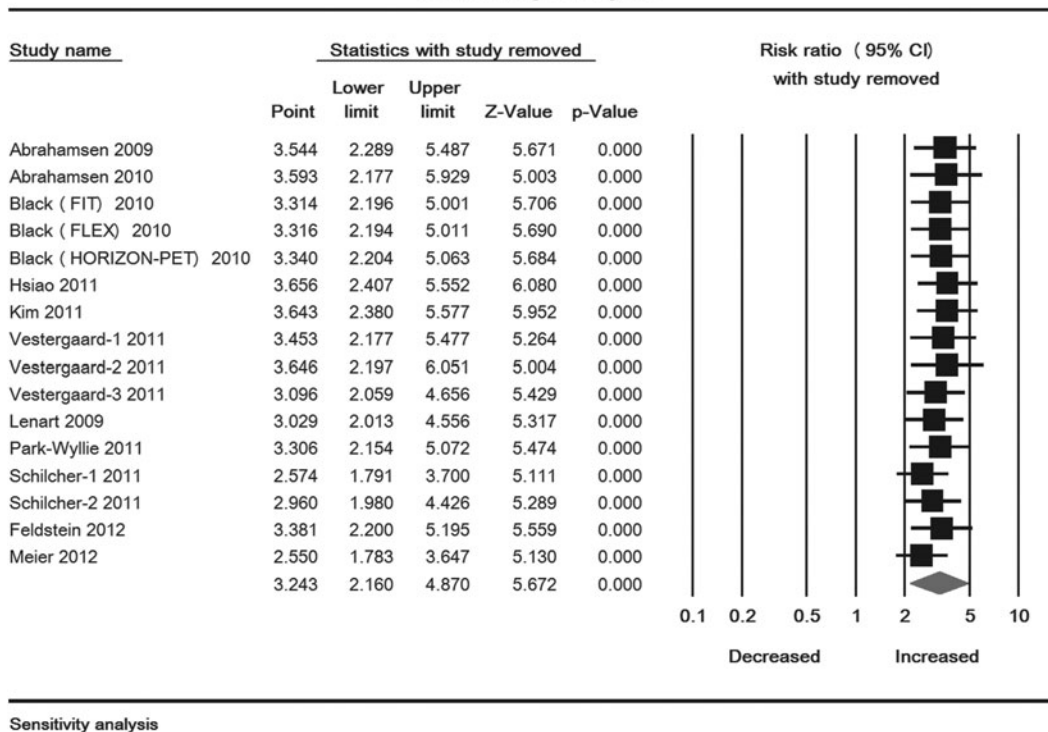 Study name Statistics with study removed Risk ratio ( 95% CI)
with study removed
Lower Upper
Point limit limit Z-Value p-Value
Abrahamsen 2009 3.544 2.289 5.487 5.671 0.000
Abrahamsen 2010 3.593 2.177 5.929 5.003 0.000
Black ( FIT) 2010 3.314 2.196 5.001 5.706 0.000
Black ( FLEX) 2010 3.316 2.194 5.011 5.690 0.000
Black ( HORIZON-PET) 2010 3.340 2.204 5.063 5.684 0.000
Hsiao 2011 3.656 2.407 5.552 6.080 0.000
Kim 2011 3.643 2.380 5.577 5.952 0.000
Vestergaard-1 2011 3.453 2.177 5.477 5.264 0.000
Vestergaard-2 2011 3.646 2.197 6.051 5.004 0.000
Vestergaard-3 2011 3.096 2.059 4.656 5.429 0.000
Lenart 2009 3.029 2.013 4.556 5.317 0.000
Park-Wyllie 2011 3.306 2.154 5.072 5.474 0.000
Schilcher-1 2011 2.574 1.791 3.700 5.111 0.000
Schilcher-2 2011 2.960 1.980 4.426 5.289 0.000
Feldstein 2012 3.381 2.200 5.195 5.559 0.000
Meier 2012 2.550 1.783 3.647 5.130 0.000
3.243 2.160 4.870 5.672 0.000
0.1 0.2 0.5 1 2 5 10
Decreased Increased
Sensitivity analysis